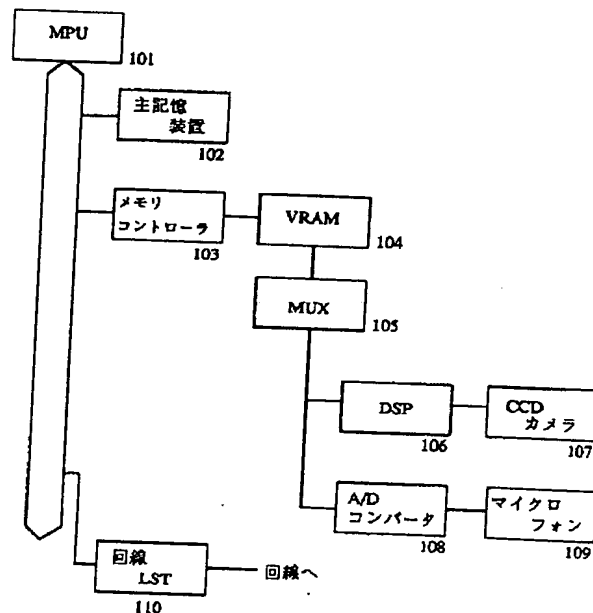 MPU
101
主記憶
装置
102
メモリ
コントローラ
103
VRAM
104
MUX
105
DSP
106
CCD
カメラ
107
A/D
コンバータ
108
マイクロ
フォン
109
回線
LST
110
回線へ